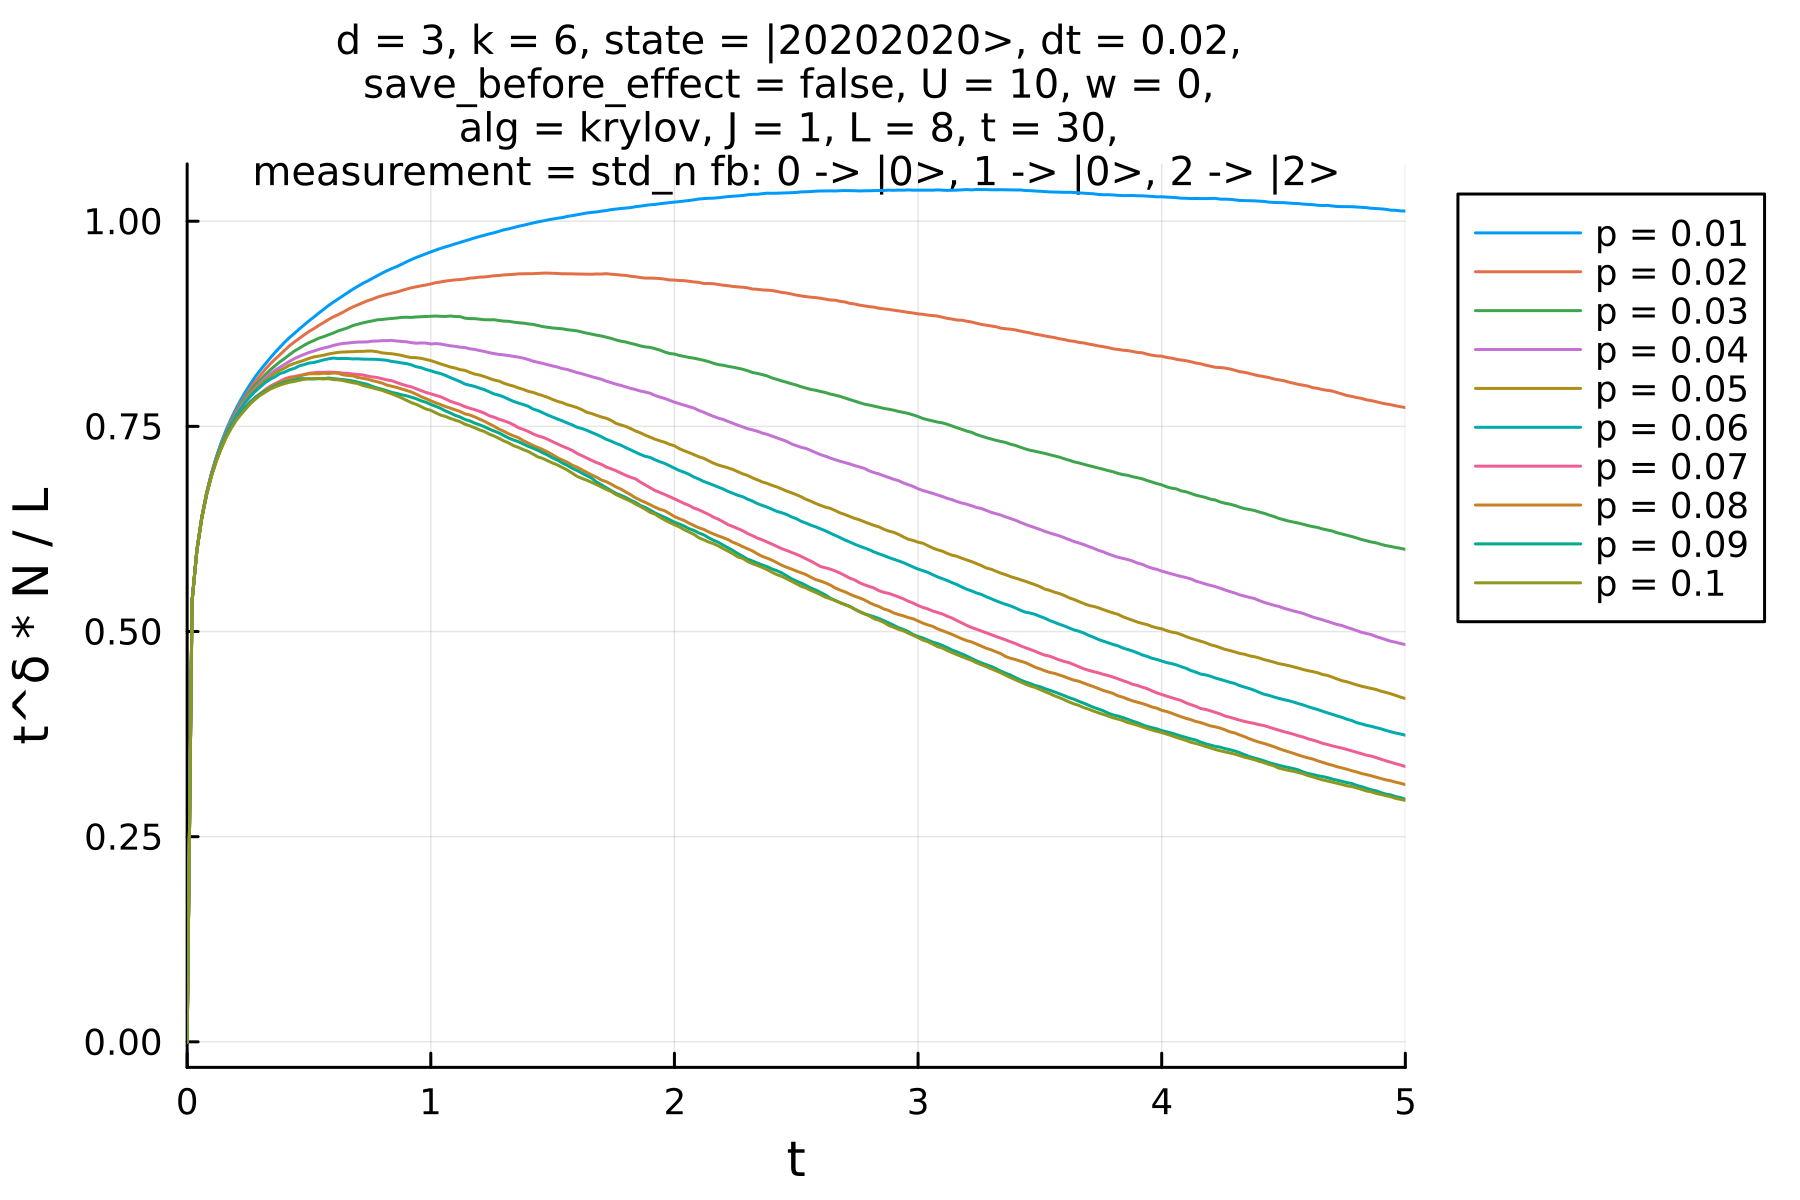 d = 3, k = 6, state = |20202020>, dt = 0.02,
save_before_effect = false, U = 10, w = 0,
alg = krylov, J = 1, L = 8, t = 30,
measurement = std_n fb: 0 -> |0>, 1 -> |0>, 2 -> |2>
t^δ * N / L
1.00
0.75
0.50
0.25
0.00
0 1 2 3 4 5
t
p = 0.01
p = 0.02
p = 0.03
p = 0.04
p = 0.05
p = 0.06
p = 0.07
p = 0.08
p = 0.09
p = 0.1